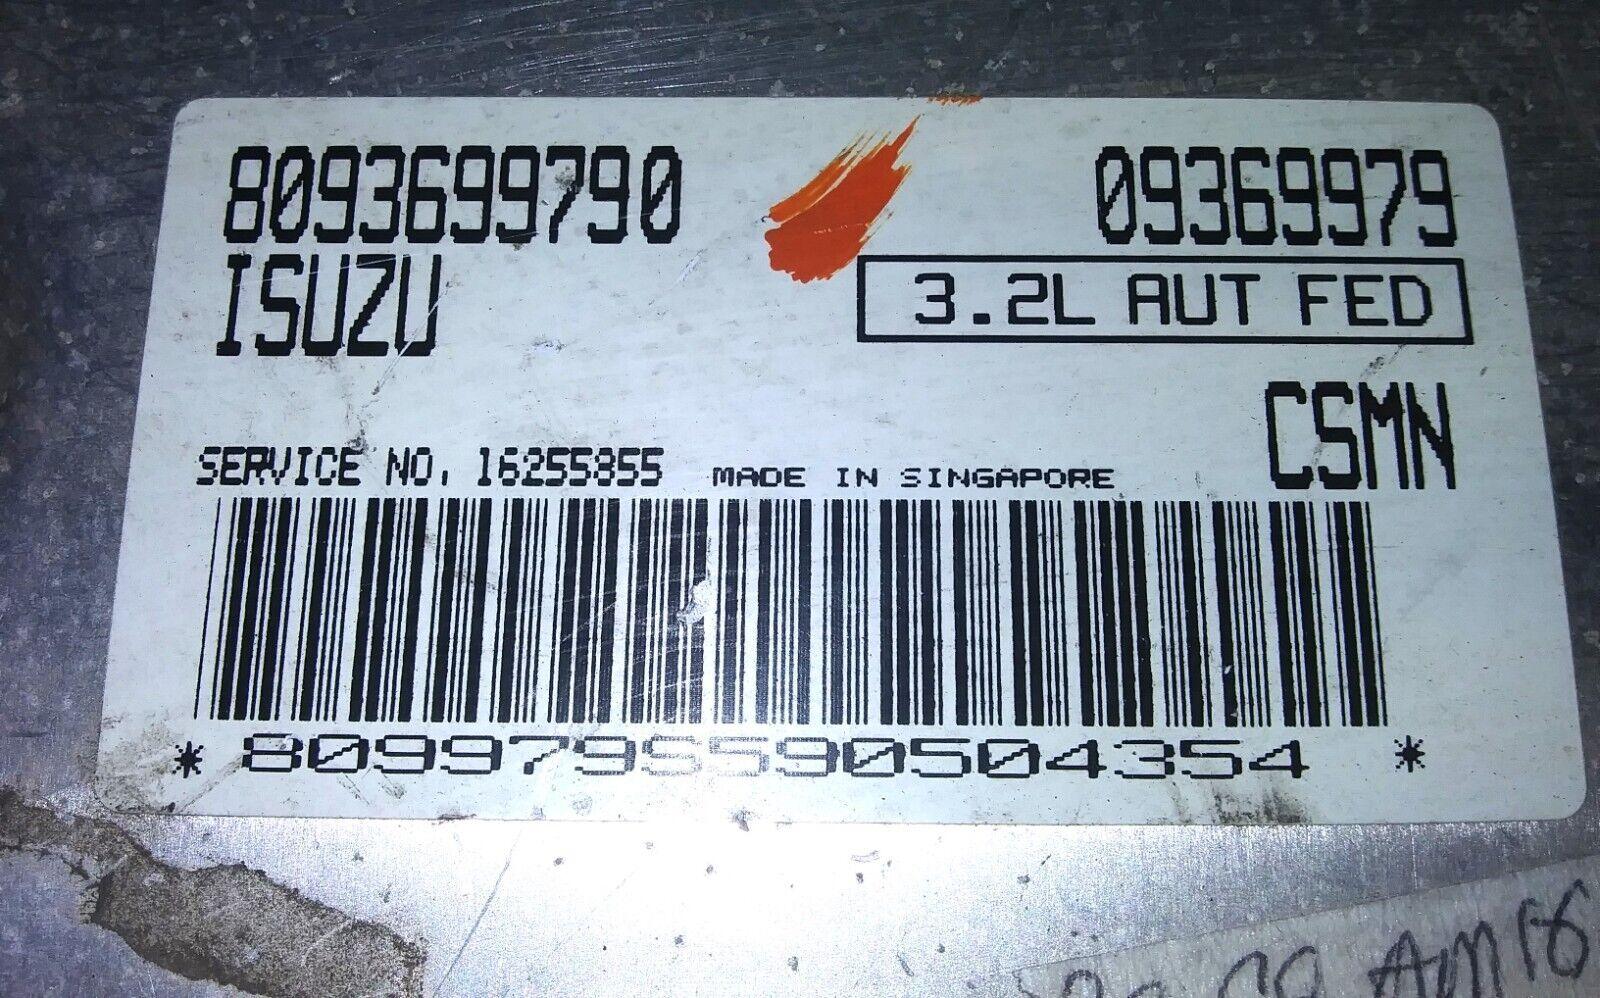 8093699790
09369979
ISUZU
3.2L AUT FED
CSMN
SERVICE NO. 16255855 MADE IN SINGAPORE
*8099795590504354*